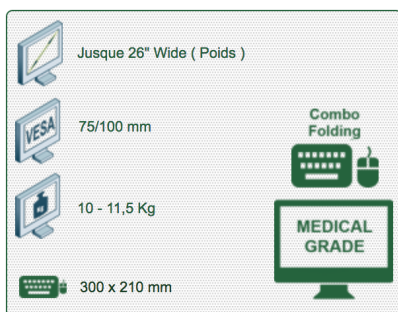 Jusque 26" Wide ( Poids )
VESA
75/100 mm
Combo
Folding
KG
10 - 11,5 Kg
MEDICAL
GRADE
300 x 210 mm